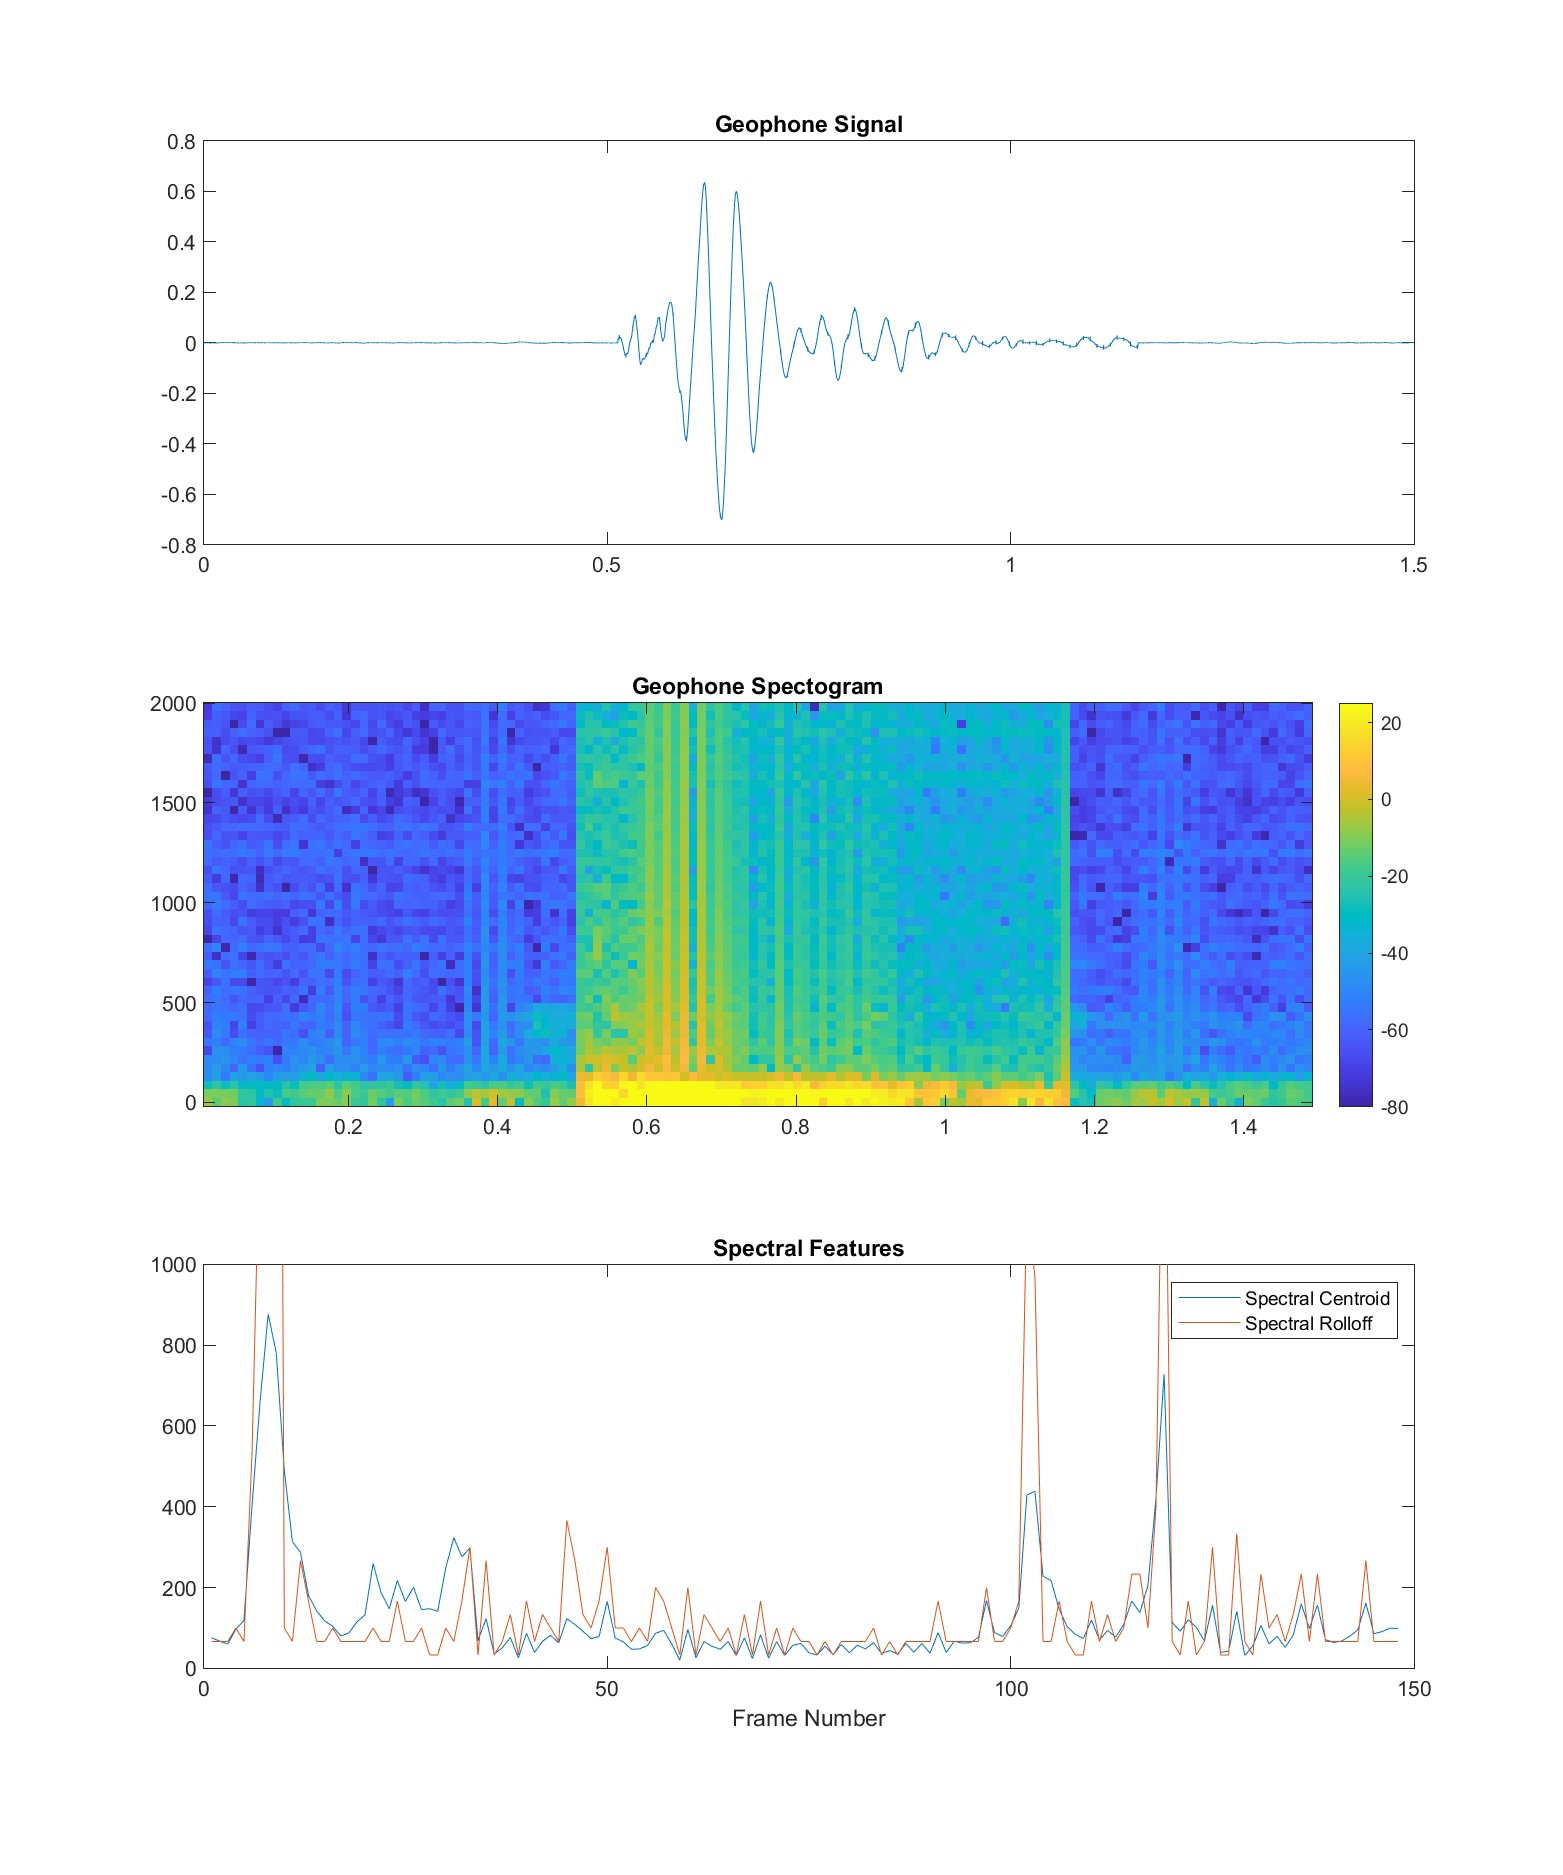 Geophone Signal
0.8
0.6
0.4
0.2
0
-0.2
-0.4
-0.6
-0.8
0 0.5 1 1.5
Geophone Spectogram
2000
1500
1000
500
0
20
0
-20
-40
-60
-80
0.2 0.4 0.6 0.8 1 1.2 1.4
Spectral Features
1000
800
600
400
200
0
Spectral Centroid
Spectral Rolloff
0 50 100 150
Frame Number